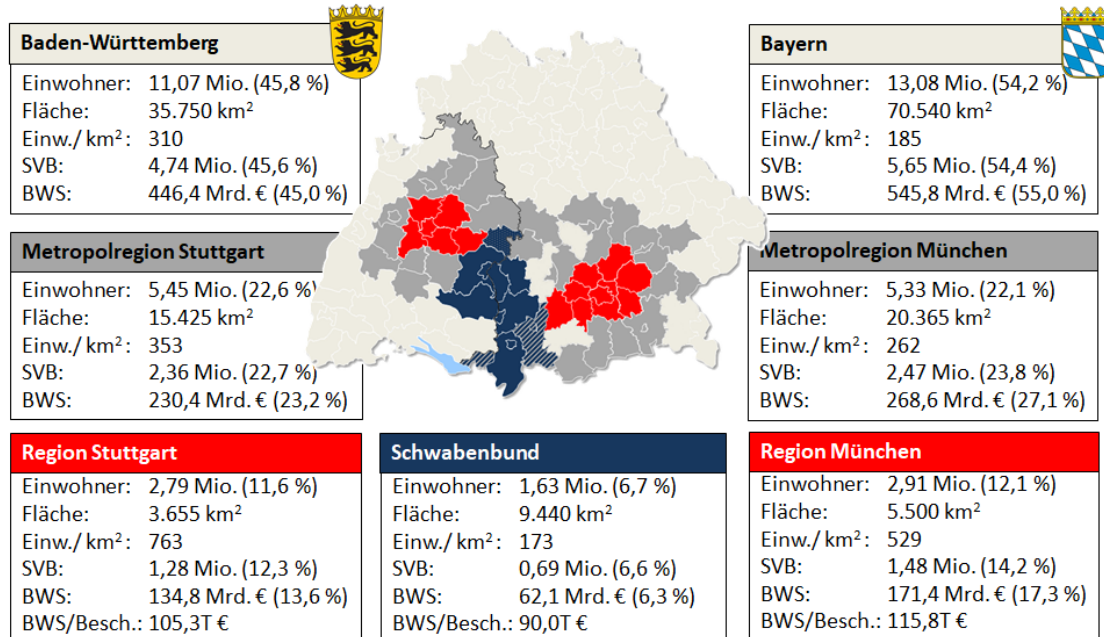 Baden-Württemberg
Einwohner: 11,07 Mio. (45,8 %)
Fläche: 35.750 km²
Einw./ km²: 310
SVB: 4,74 Mio. (45,6 %)
BWS: 446,4 Mrd. € (45,0 %)
Bayern
Einwohner: 13,08 Mio. (54,2 %)
Fläche: 70.540 km²
Einw./ km²: 185
SVB: 5,65 Mio. (54,4 %)
BWS: 545,8 Mrd. € (55,0 %)
Metropolregion Stuttgart
Einwohner: 5,45 Mio. (22,6 %)
Fläche: 15.425 km²
Einw./ km²: 353
SVB: 2,36 Mio. (22,7 %)
BWS: 230,4 Mrd. € (23,2 %)
Metropolregion München
Einwohner: 5,33 Mio. (22,1 %)
Fläche: 20.365 km²
Einw./ km²: 262
SVB: 2,47 Mio. (23,8 %)
BWS: 268,6 Mrd. € (27,1 %)
Region Stuttgart
Einwohner: 2,79 Mio. (11,6 %)
Fläche: 3.655 km²
Einw./ km²: 763
SVB: 1,28 Mio. (12,3 %)
BWS: 134,8 Mrd. € (13,6 %)
BWS/Besch.: 105,3T €
Schwabenbund
Einwohner: 1,63 Mio. (6,7 %)
Fläche: 9.440 km²
Einw./ km²: 173
SVB: 0,69 Mio. (6,6 %)
BWS: 62,1 Mrd. € (6,3 %)
BWS/Besch.: 90,0T €
Region München
Einwohner: 2,91 Mio. (12,1 %)
Fläche: 5.500 km²
Einw./ km²: 529
SVB: 1,48 Mio. (14,2 %)
BWS: 171,4 Mrd. € (17,3 %)
BWS/Besch.: 115,8T €